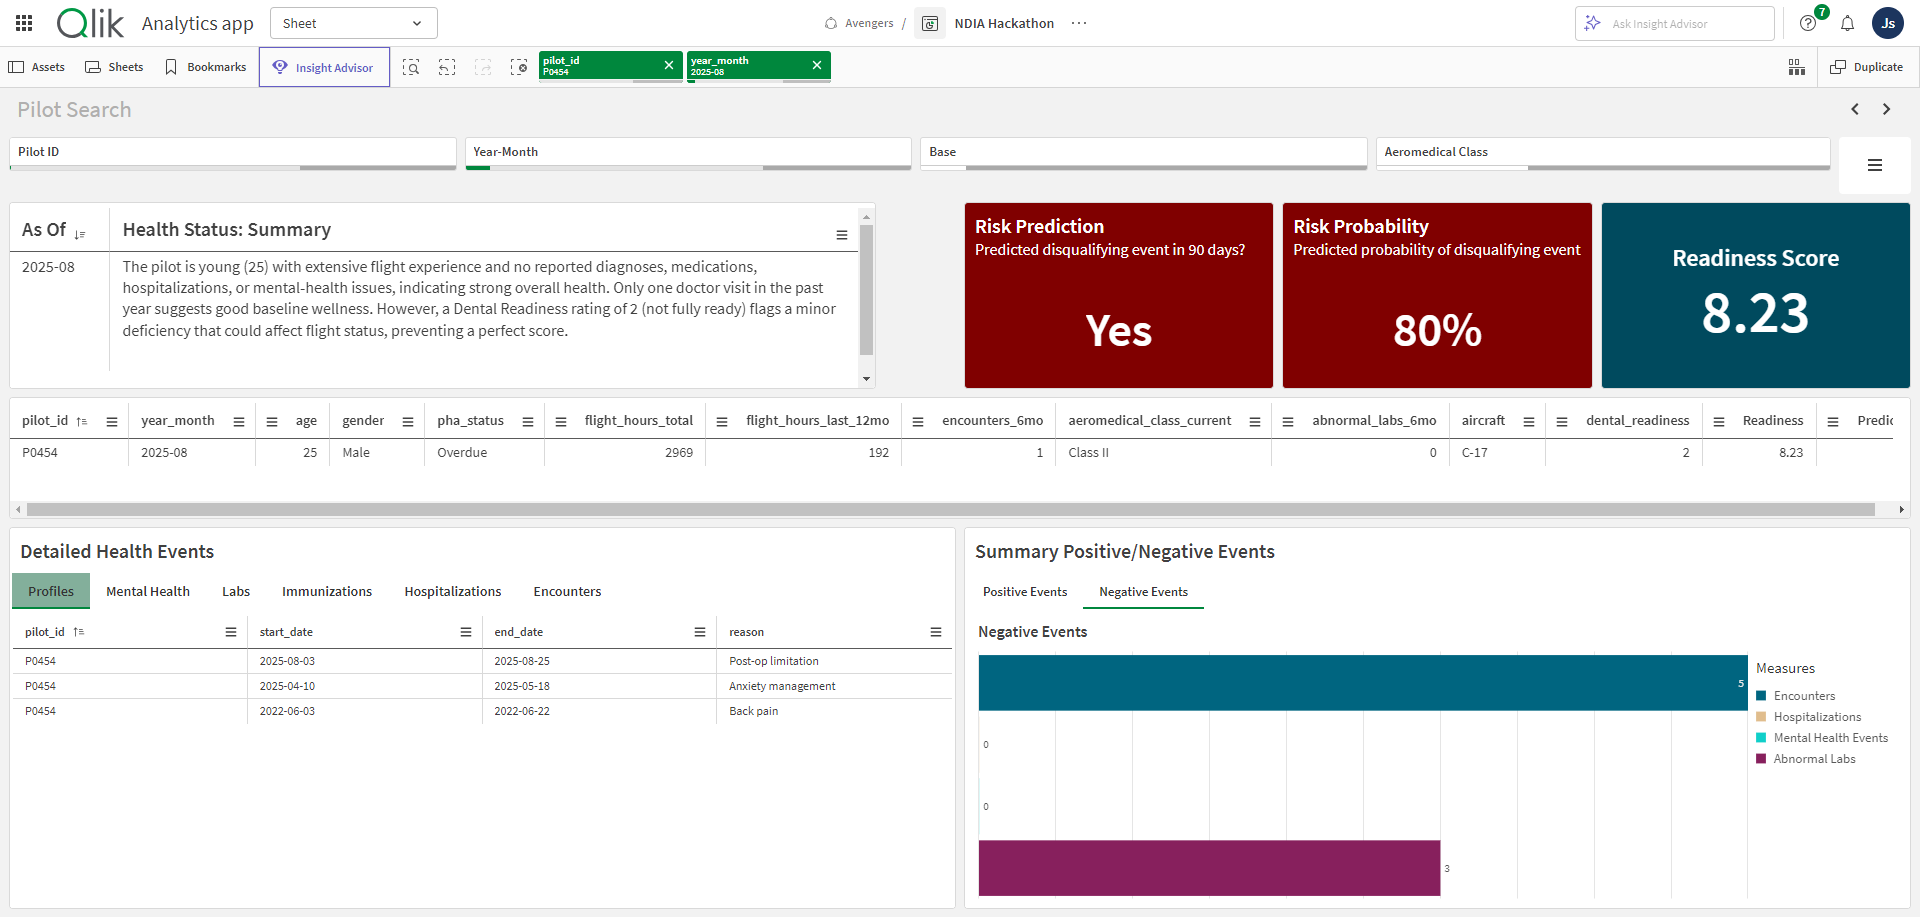 Qlik Analytics app Sheet Avengers / NDIA Hackathon ··· Ask Insight Advisor 7 Js
Assets Sheets Bookmarks Insight Advisor pilot_id P0454 year_month 2025-08 Duplicate
Pilot Search
Pilot ID Year-Month Base Aeromedical Class
As Of Health Status: Summary
2025-08 The pilot is young (25) with extensive flight experience and no reported diagnoses, medications,
hospitalizations, or mental-health issues, indicating strong overall health. Only one doctor visit in the past
year suggests good baseline wellness. However, a Dental Readiness rating of 2 (not fully ready) flags a minor
deficiency that could affect flight status, preventing a perfect score.
Risk Prediction
Predicted disqualifying event in 90 days?
Yes
Risk Probability
Predicted probability of disqualifying event
80%
Readiness Score
8.23
pilot_id year_month age gender pha_status flight_hours_total flight_hours_last_12mo encounters_6mo aeromedical_class_current abnormal_labs_6mo aircraft dental_readiness Readiness Predic
P0454 2025-08 25 Male Overdue 2969 192 1 Class II 0 C-17 2 8.23
Detailed Health Events
Profiles Mental Health Labs Immunizations Hospitalizations Encounters
pilot_id start_date end_date reason
P0454 2025-08-03 2025-08-25 Post-op limitation
P0454 2025-04-10 2025-05-18 Anxiety management
P0454 2022-06-03 2022-06-22 Back pain
Summary Positive/Negative Events
Positive Events Negative Events
Negative Events
5
0
0
3
Measures
Encounters
Hospitalizations
Mental Health Events
Abnormal Labs